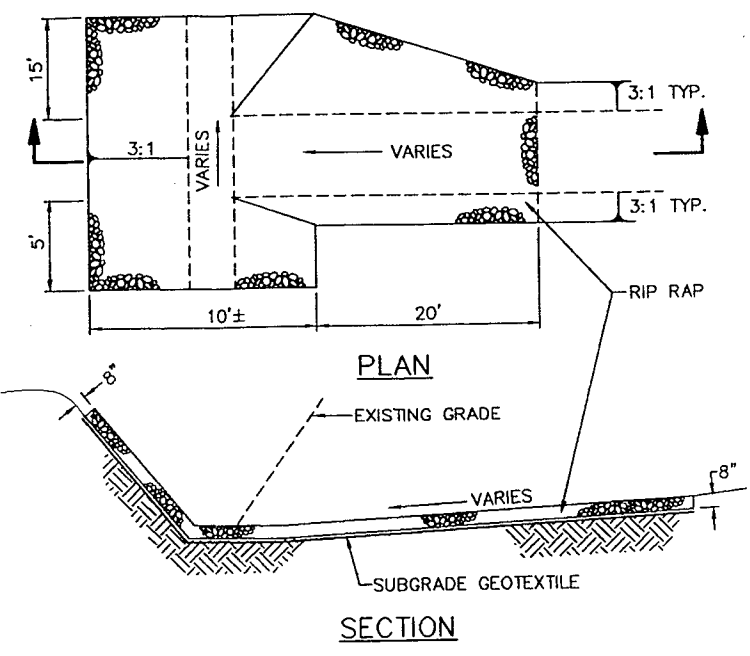 15'
3:1
VARIES
VARIES
3:1 TYP.
3:1 TYP.
5'
10'±
20'
RIP RAP
PLAN
8"
EXISTING GRADE
VARIES
8"
SUBGRADE GEOTEXTILE
SECTION